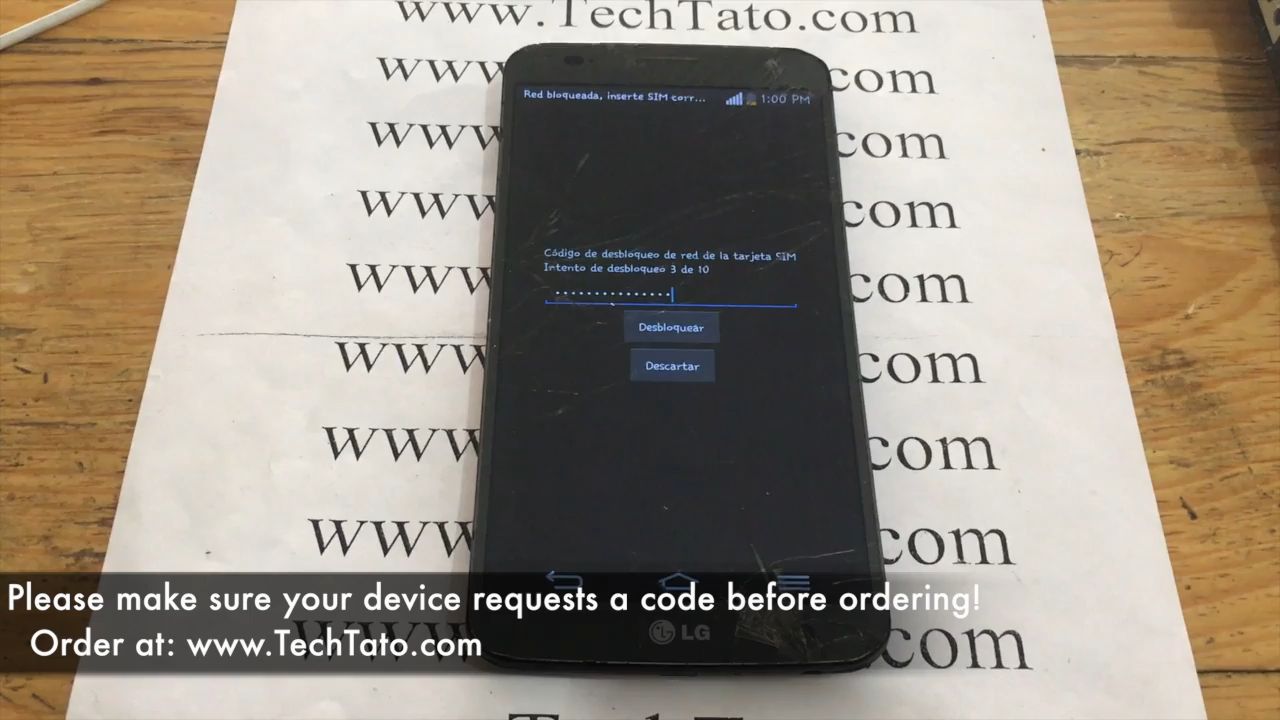 www.TechTato.com
www com
www com
www com
www com
www com
www com
www com
com
Red bloqueada, inserte SIM corr... 1:00 PM
Código de desbloqueo de red de la tarjeta SIM
Intento de desbloqueo 3 de 10
Desbloquear
Descartar
LG
Please make sure your device requests a code before ordering!
Order at: www.TechTato.com